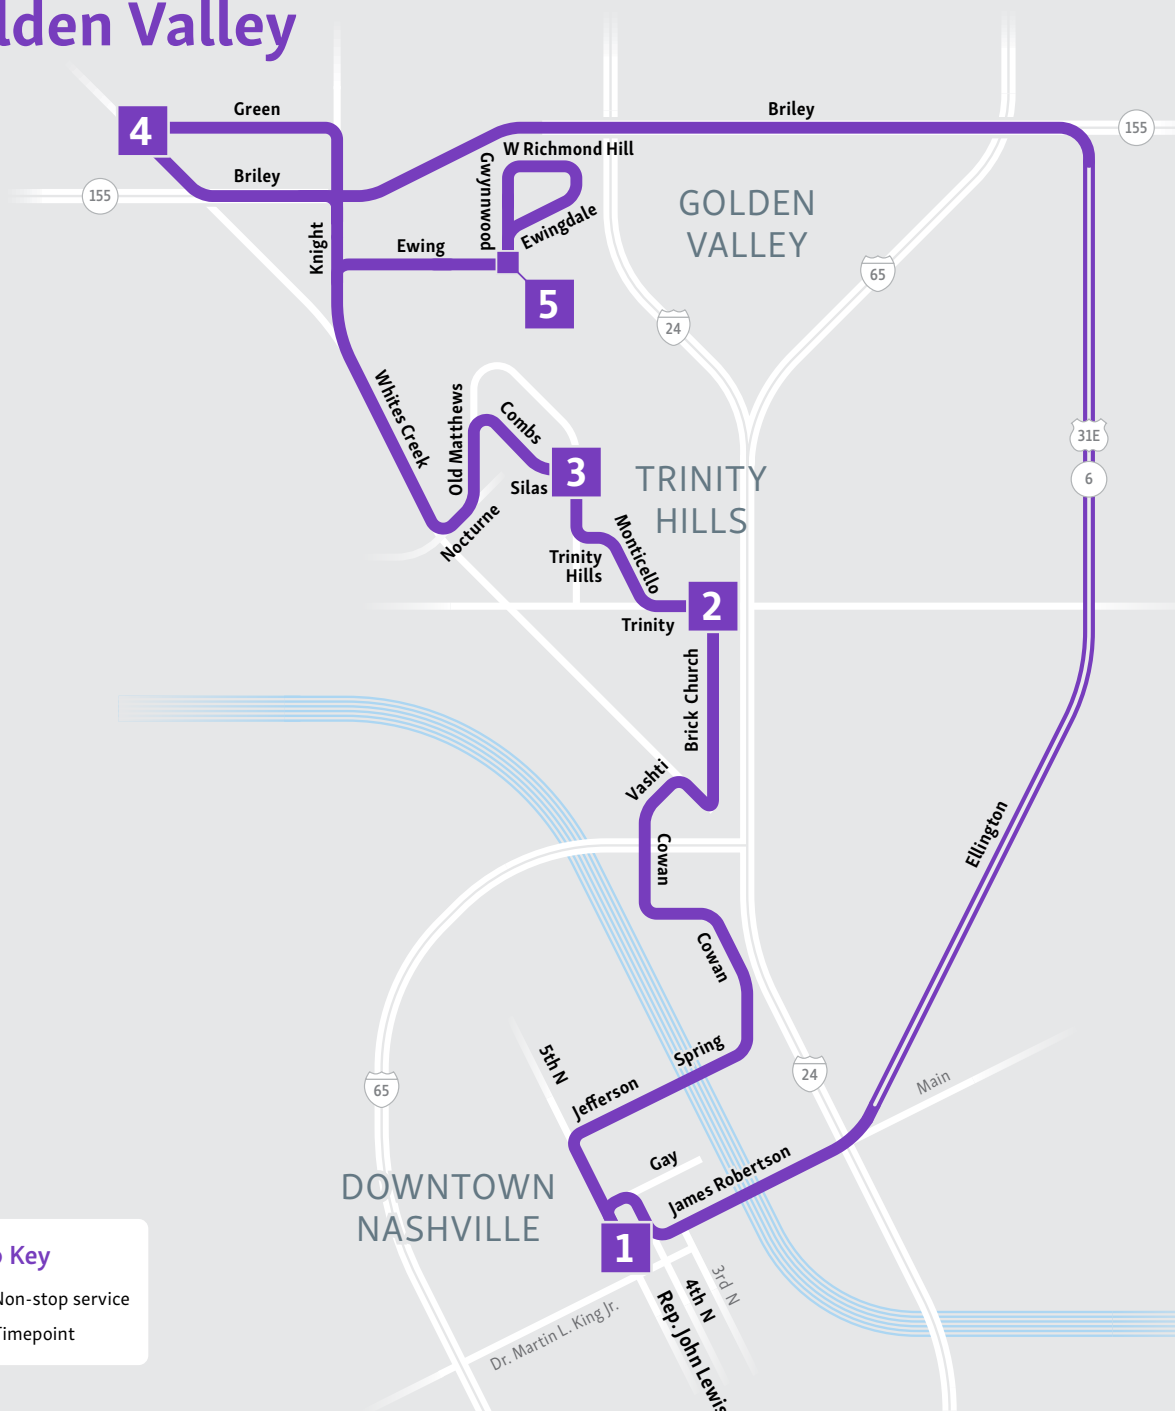 lden Valley
4
Green
Briley
155
W Richmond Hill
Briley
155
Gwynnwood
GOLDEN
VALLEY
Ewingdale
Knight
Ewing
5
65
24
Whites Creek
Old Matthews
Combs
31E
3
TRINITY
HILLS
6
Silas
Nocturne
Monticello
Trinity
Hills
2
Trinity
Brick Church
Vashti
Cowan
Ellington
Cowan
Spring
5th N
Jefferson
24
Main
65
Gay
James Robertson
DOWNTOWN
NASHVILLE
1
Key
Non-stop service
Timepoint
3rd N
4th N
Rep. John Lewis
Dr. Martin L. King Jr.